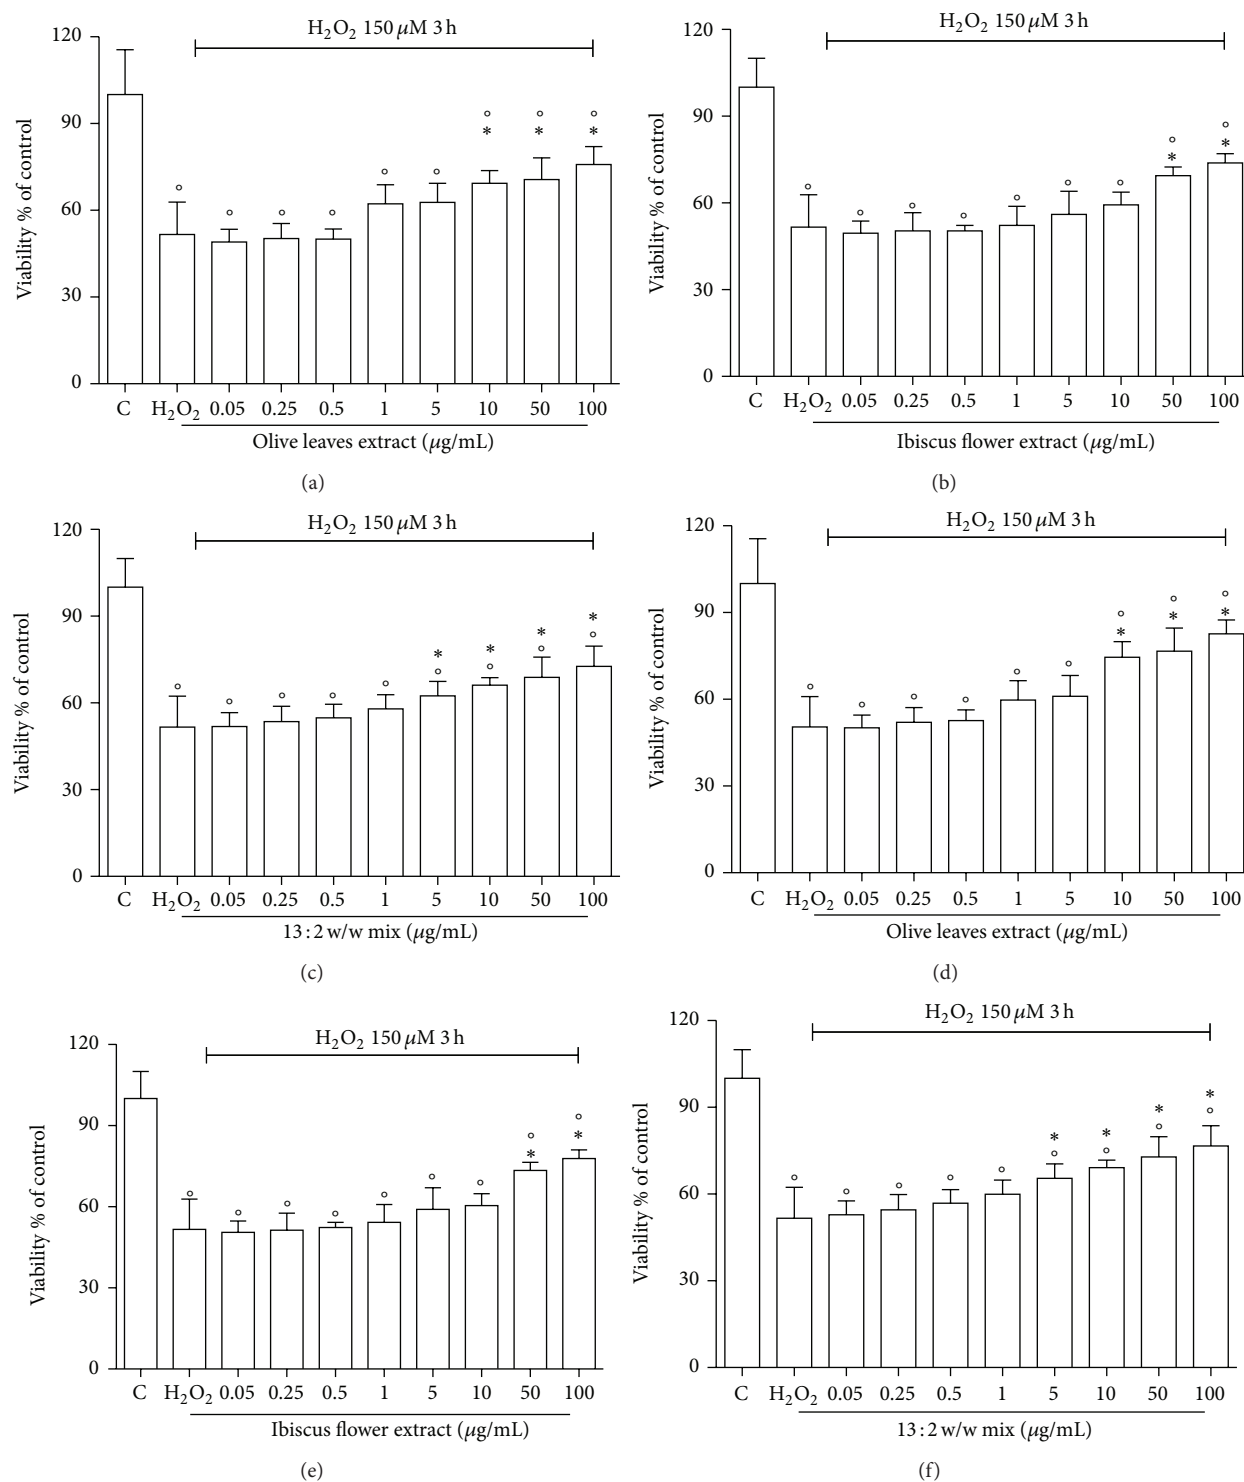 H₂O₂ 150 μM 3 h
120
90
60
30
0
Viability % of control
° ° ° ° ° ° °* °* °*
C H₂O₂ 0.05 0.25 0.5 1 5 10 50 100
Olive leaves extract (μg/mL)
(a)
H₂O₂ 150 μM 3 h
120
90
60
30
0
Viability % of control
° ° ° ° ° ° ° °* °*
C H₂O₂ 0.05 0.25 0.5 1 5 10 50 100
Ibiscus flower extract (μg/mL)
(b)
H₂O₂ 150 μM 3 h
120
90
60
30
0
Viability % of control
° ° ° ° ° *° *° *° *°
C H₂O₂ 0.05 0.25 0.5 1 5 10 50 100
13 : 2 w/w mix (μg/mL)
(c)
H₂O₂ 150 μM 3 h
120
90
60
30
0
Viability % of control
° ° ° ° ° ° °* °* °*
C H₂O₂ 0.05 0.25 0.5 1 5 10 50 100
Olive leaves extract (μg/mL)
(d)
H₂O₂ 150 μM 3 h
120
90
60
30
0
Viability % of control
° ° ° ° ° ° ° °* °*
C H₂O₂ 0.05 0.25 0.5 1 5 10 50 100
Ibiscus flower extract (μg/mL)
(e)
H₂O₂ 150 μM 3 h
120
90
60
30
0
Viability % of control
° ° ° ° ° *° *° *° *°
C H₂O₂ 0.05 0.25 0.5 1 5 10 50 100
13 : 2 w/w mix (μg/mL)
(f)